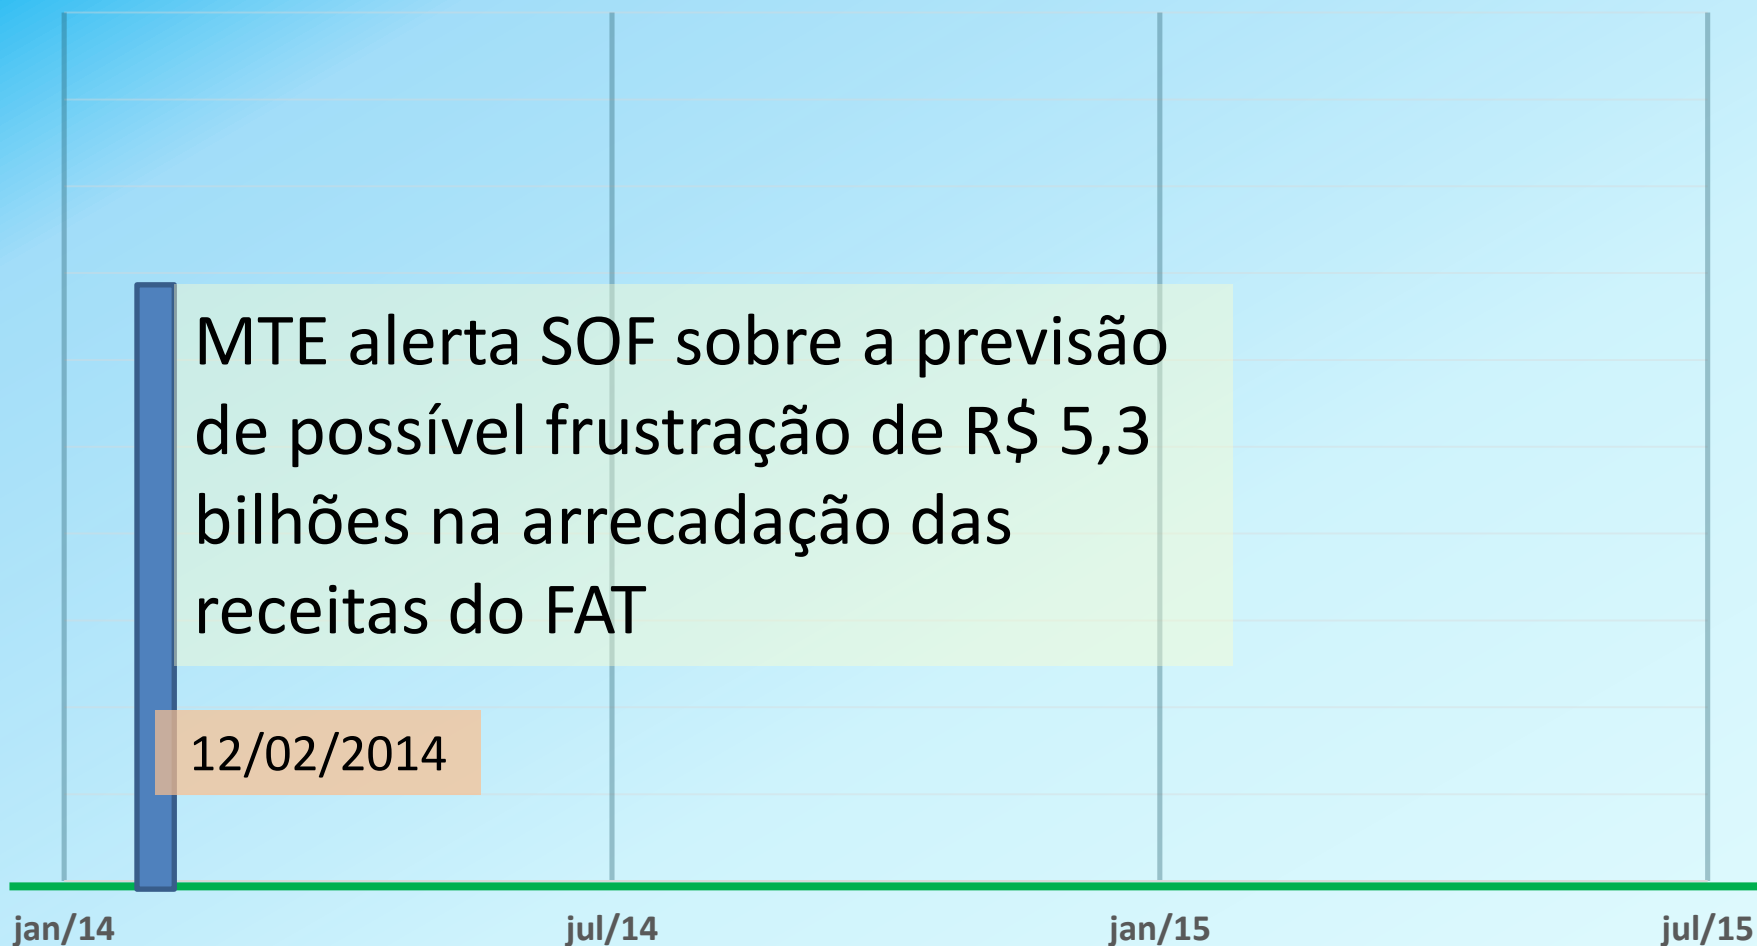 MTE alerta SOF sobre a previsão
de possível frustração de R$ 5,3
bilhões na arrecadação das
receitas do FAT
12/02/2014
jan/14
jul/14
jan/15
jul/15